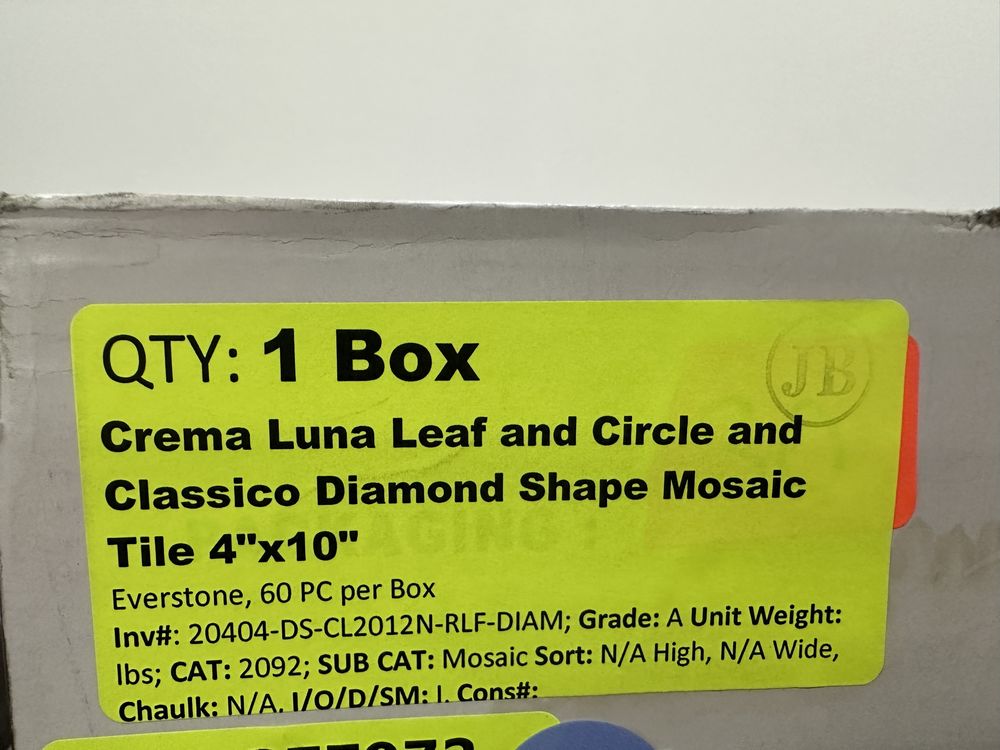 QTY: 1 Box
JB
Crema Luna Leaf and Circle and
Classico Diamond Shape Mosaic
Tile 4"x10"
Everstone, 60 PC per Box
Inv#: 20404-DS-CL2012N-RLF-DIAM; Grade: A Unit Weight:
lbs; CAT: 2092; SUB CAT: Mosaic Sort: N/A High, N/A Wide,
Chaulk: N/A, I/O/D/SM: I, Cons#: